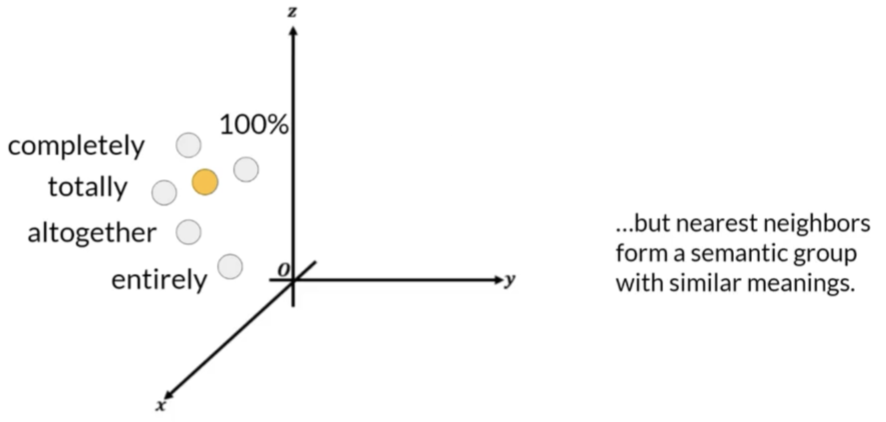 z
100%
completely
totally
altogether
entirely
O
y
x
...but nearest neighbors
form a semantic group
with similar meanings.